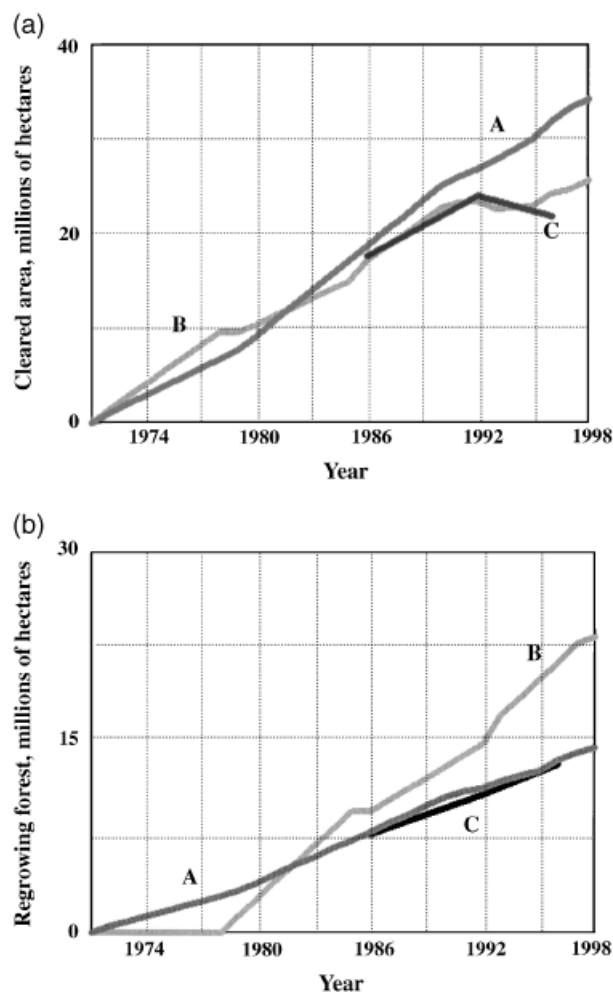 (a)
40
Cleared area, millions of hectares
A
20
C
B
0
1974 1980 1986 1992 1998
Year
(b)
30
Regrowing forest, millions of hectares
B
15
C
A
0
1974 1980 1986 1992 1998
Year